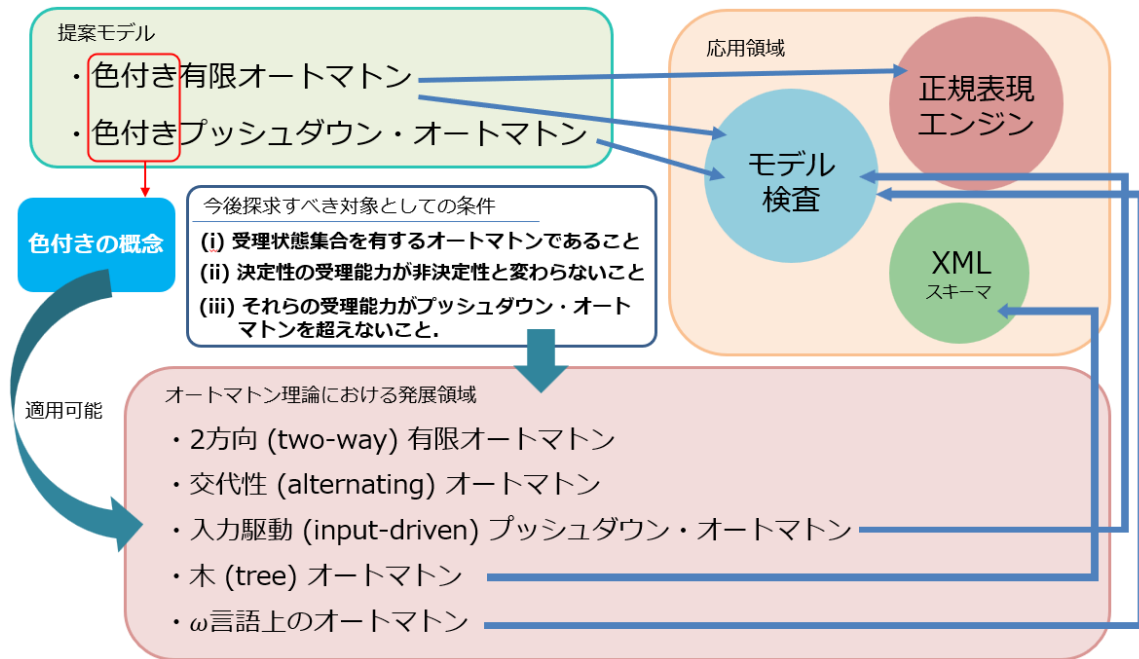 提案モデル
・色付き有限オートマトン
・色付きプッシュダウン・オートマトン
応用領域
正規表現
エンジン
モデル
検査
XML
スキーマ
色付きの概念
今後探求すべき対象としての条件
(i) 受理状態集合を有するオートマトンであること
(ii) 決定性の受理能力が非決定性と変わらないこと
(iii) それらの受理能力がプッシュダウン・オート
マトンを超えないこと.
適用可能
オートマトン理論における発展領域
・2方向 (two-way) 有限オートマトン
・交代性 (alternating) オートマトン
・入力駆動 (input-driven) プッシュダウン・オートマトン
・木 (tree) オートマトン
・ω言語上のオートマトン